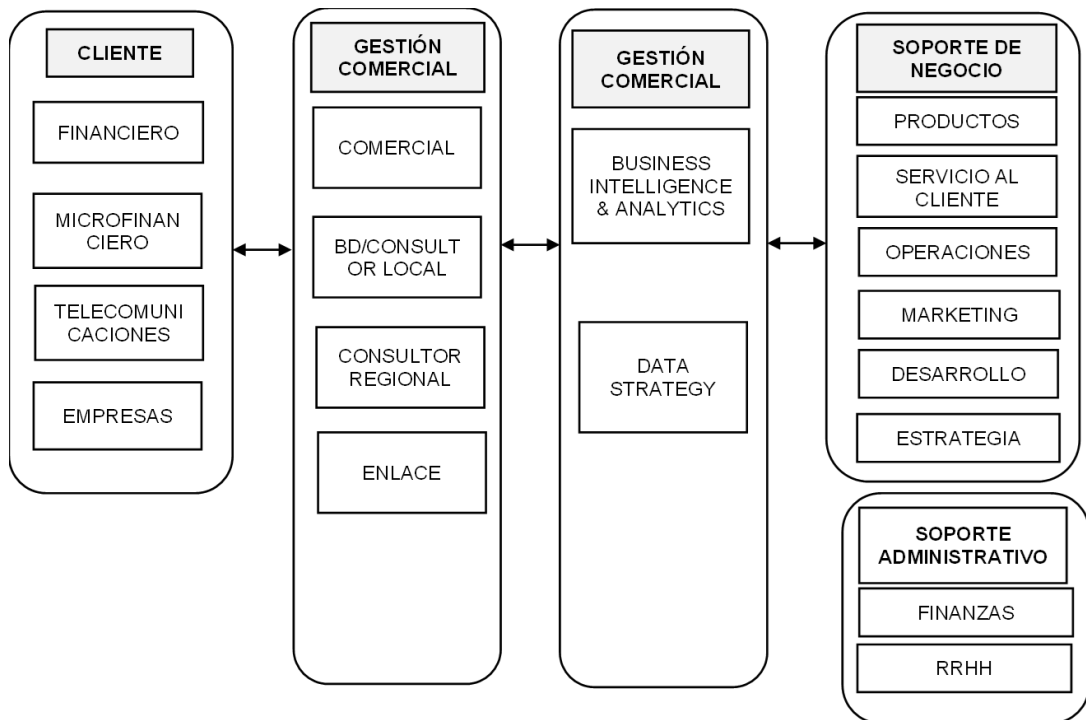 CLIENTE
FINANCIERO
MICROFINAN
CIERO
TELECOMUNI
CACIONES
EMPRESAS
GESTIÓN
COMERCIAL
COMERCIAL
BD/CONSULT
OR LOCAL
CONSULTOR
REGIONAL
ENLACE
GESTIÓN
COMERCIAL
BUSINESS
INTELLIGENCE
& ANALYTICS
DATA
STRATEGY
SOPORTE DE
NEGOCIO
PRODUCTOS
SERVICIO AL
CLIENTE
OPERACIONES
MARKETING
DESARROLLO
ESTRATEGIA
SOPORTE
ADMINISTRATIVO
FINANZAS
RRHH